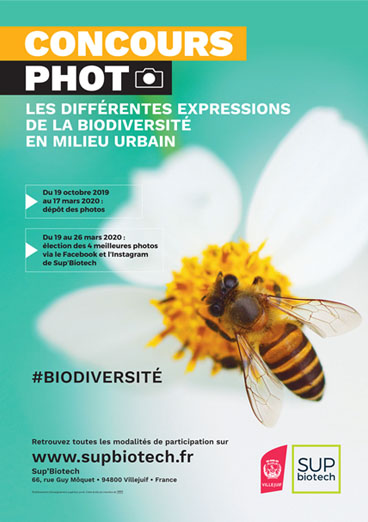 CONCOURS
PHOT
LES DIFFÉRENTES EXPRESSIONS
DE LA BIODIVERSITÉ
EN MILIEU URBAIN
Du 19 octobre 2019
au 17 mars 2020 :
dépôt des photos
Du 19 au 26 mars 2020 :
élection des 4 meilleures photos
via le Facebook et l'Instagram
de Sup'Biotech
#BIODIVERSITÉ
Retrouvez toutes les modalités de participation sur
www.supbiotech.fr
Sup'Biotech
66, rue Guy Môquet • 94800 Villejuif • France
VILLEJUIF
SUP
biotech